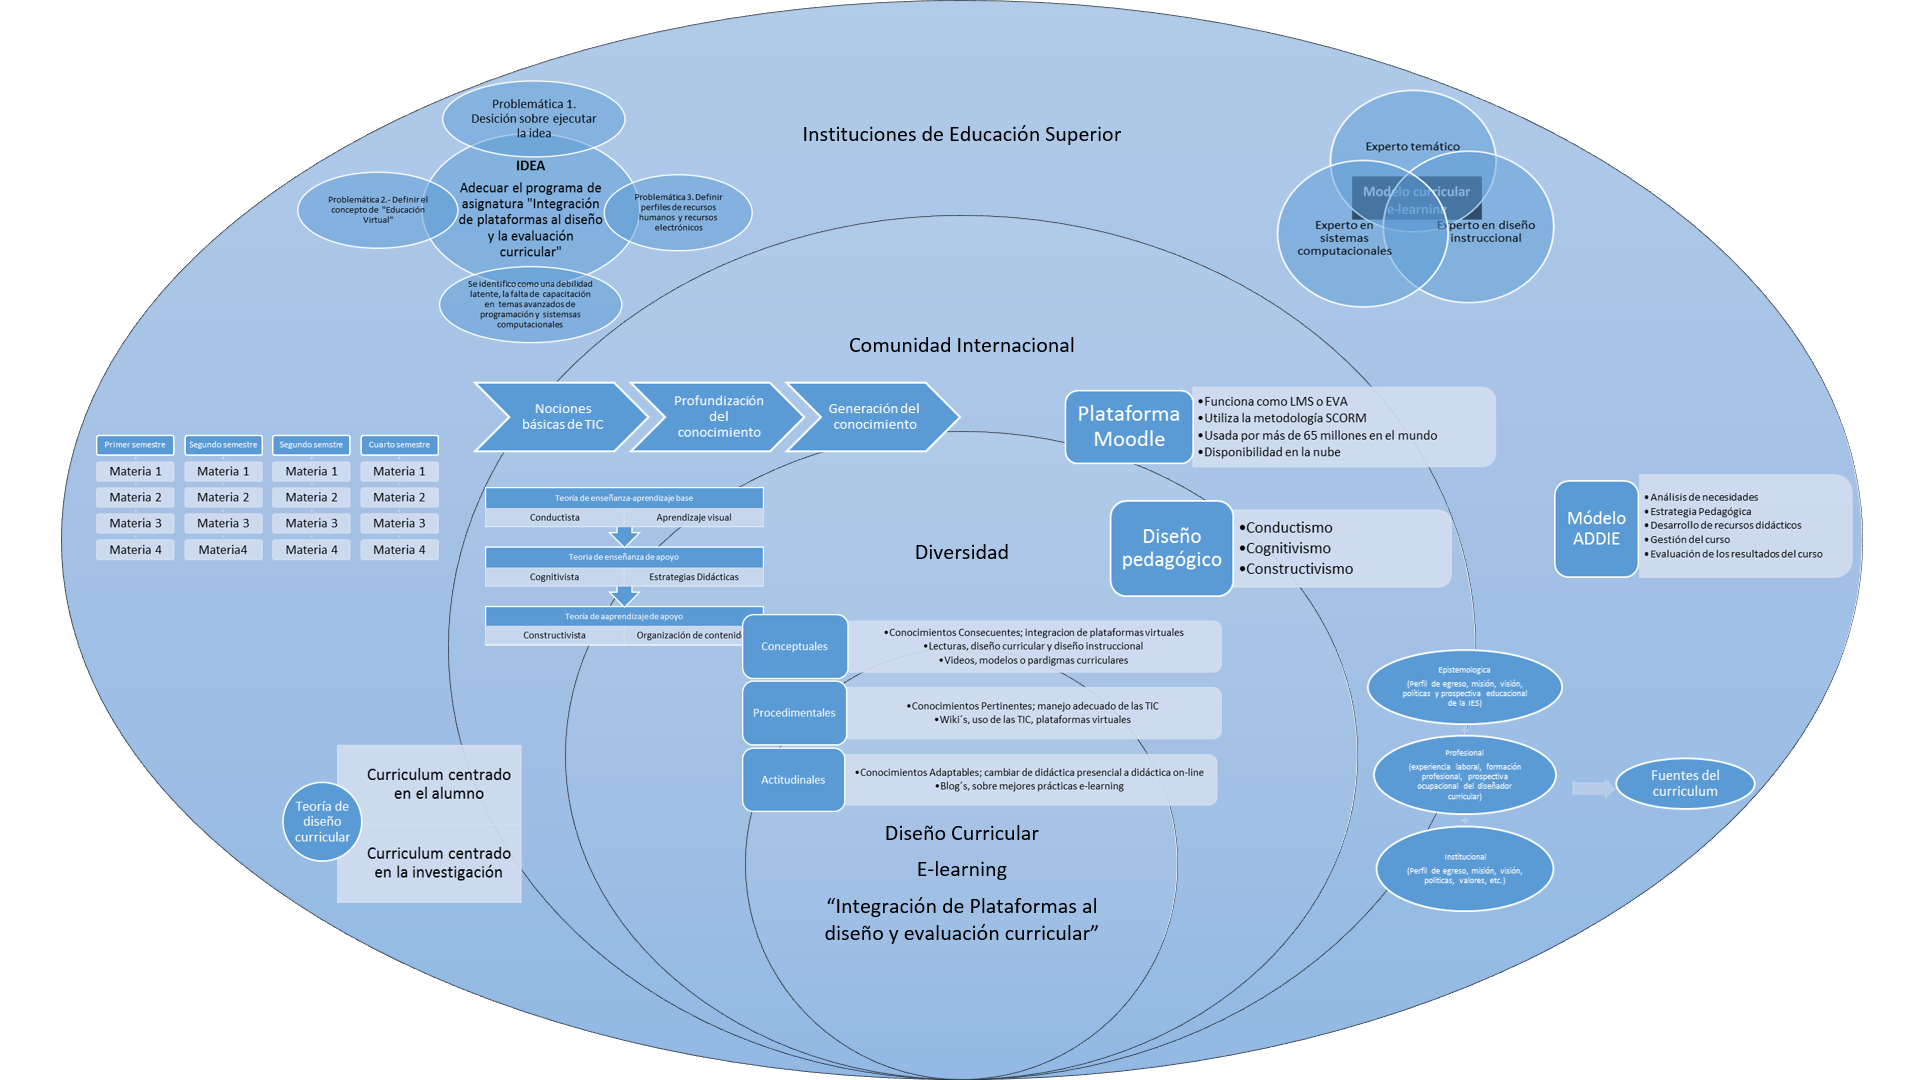 Instituciones de Educación Superior
Problemática 1.
Desición sobre ejecutar
la idea
IDEA
Adecuar el programa de
asignatura "Integración
de plataformas al diseño
y la evaluación
curricular"
Problemática 2.- Definir el
concepto de "Educación
Virtual"
Problemática 3. Definir
perfiles de recursos
humanos y recursos
electrónicos
Se identifico como una debilidad
latente, la falta de capacitación
en temas avanzados de
programación y sistemsas
computacionales
Experto temático
Modelo curricular
e-learning
Experto en
sistemas
computacionales
Experto en diseño
instruccional
Comunidad Internacional
Nociones
básicas de TIC
Profundización
del
conocimiento
Generación del
conocimiento
Plataforma
Moodle
•Funciona como LMS o EVA
•Utiliza la metodología SCORM
•Usada por más de 65 millones en el mundo
•Disponibilidad en la nube
Primer semestre
Materia 1
Materia 2
Materia 3
Materia 4
Segundo semestre
Materia 1
Materia 2
Materia 3
Materia4
Segundo semstre
Materia 1
Materia 2
Materia 3
Materia 4
Cuarto semestre
Materia 1
Materia 2
Materia 3
Materia 4
Teoría de enseñanza-aprendizaje base
Conductista Aprendizaje visual
Teoria de enseñanza de apoyo
Cognitivista Estrategias Didácticas
Teoría de aaprendizaje de apoyo
Constructivista Organización de contenido
Diversidad
Diseño
pedagógico
•Conductismo
•Cognitivismo
•Constructivismo
Módelo
ADDIE
•Análisis de necesidades
•Estrategia Pedagógica
•Desarrollo de recursos didácticos
•Gestión del curso
•Evaluación de los resultados del curso
Conceptuales
•Conocimientos Consecuentes; integracion de plataformas virtuales
•Lecturas, diseño curricular y diseño instruccional
•Videos, modelos o pardigmas curriculares
Procedimentales
•Conocimientos Pertinentes; manejo adecuado de las TIC
•Wiki´s, uso de las TIC, plataformas virtuales
Actitudinales
•Conocimientos Adaptables; cambiar de didáctica presencial a didáctica on-line
•Blog´s, sobre mejores prácticas e-learning
Teoría de
diseño
curricular
Curriculum centrado
en el alumno
Curriculum centrado
en la investigación
Epistemologica
(Perfil de egreso, misión, visión,
políticas y prospectiva educacional
de la IES)
Profesional
(experiencia laboral, formación
profesional, prospectiva
ocupacional del diseñador
curricular)
Institucional
(Perfil de egreso, misión, visión,
políticas, valores, etc.)
Fuentes del
curriculum
Diseño Curricular
E-learning
“Integración de Plataformas al
diseño y evaluación curricular”